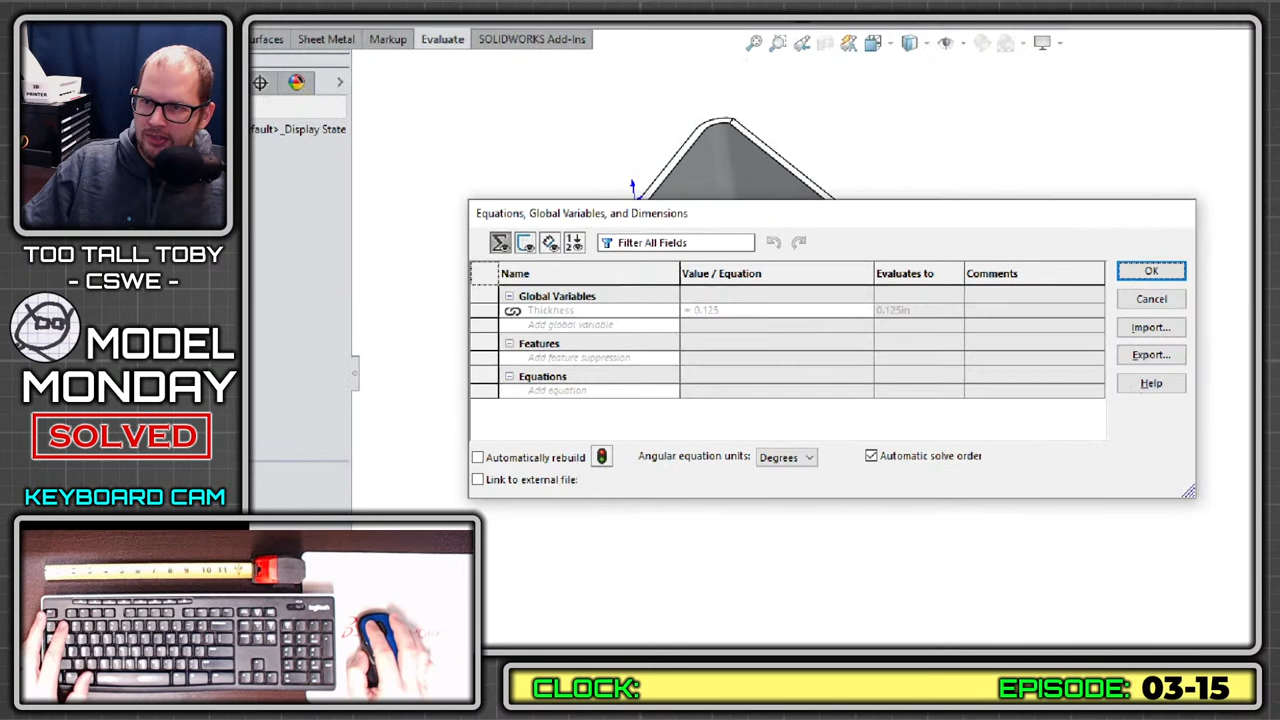 urfaces Sheet Metal Markup Evaluate SOLIDWORKS Add-Ins
fault>_Display State
Equations, Global Variables, and Dimensions
Filter All Fields
Name Value / Equation Evaluates to Comments
Global Variables
Thickness = 0.125 0.125in
Add global variable
Features
Add feature suppression
Equations
Add equation
OK
Cancel
Import...
Export...
Help
Automatically rebuild Angular equation units: Degrees Automatic solve order
Link to external file:
TOO TALL TOBY
- CSWE -
MODEL
MONDAY
SOLVED
KEYBOARD CAM
logitech
CLOCK: EPISODE: 03-15